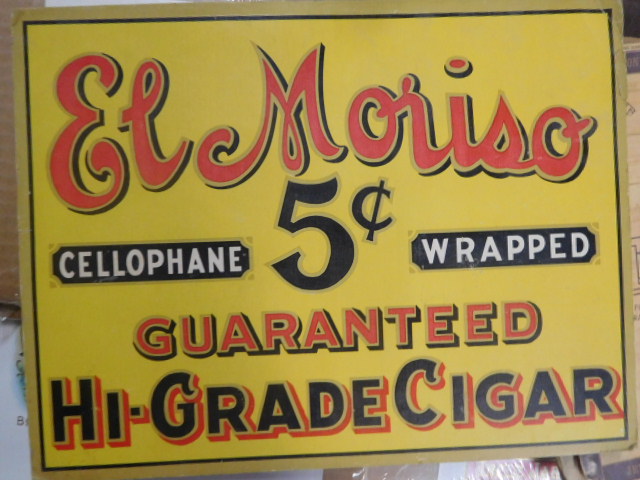 El Moriso
5¢
CELLOPHANE WRAPPED
GUARANTEED
HI-GRADE CIGAR